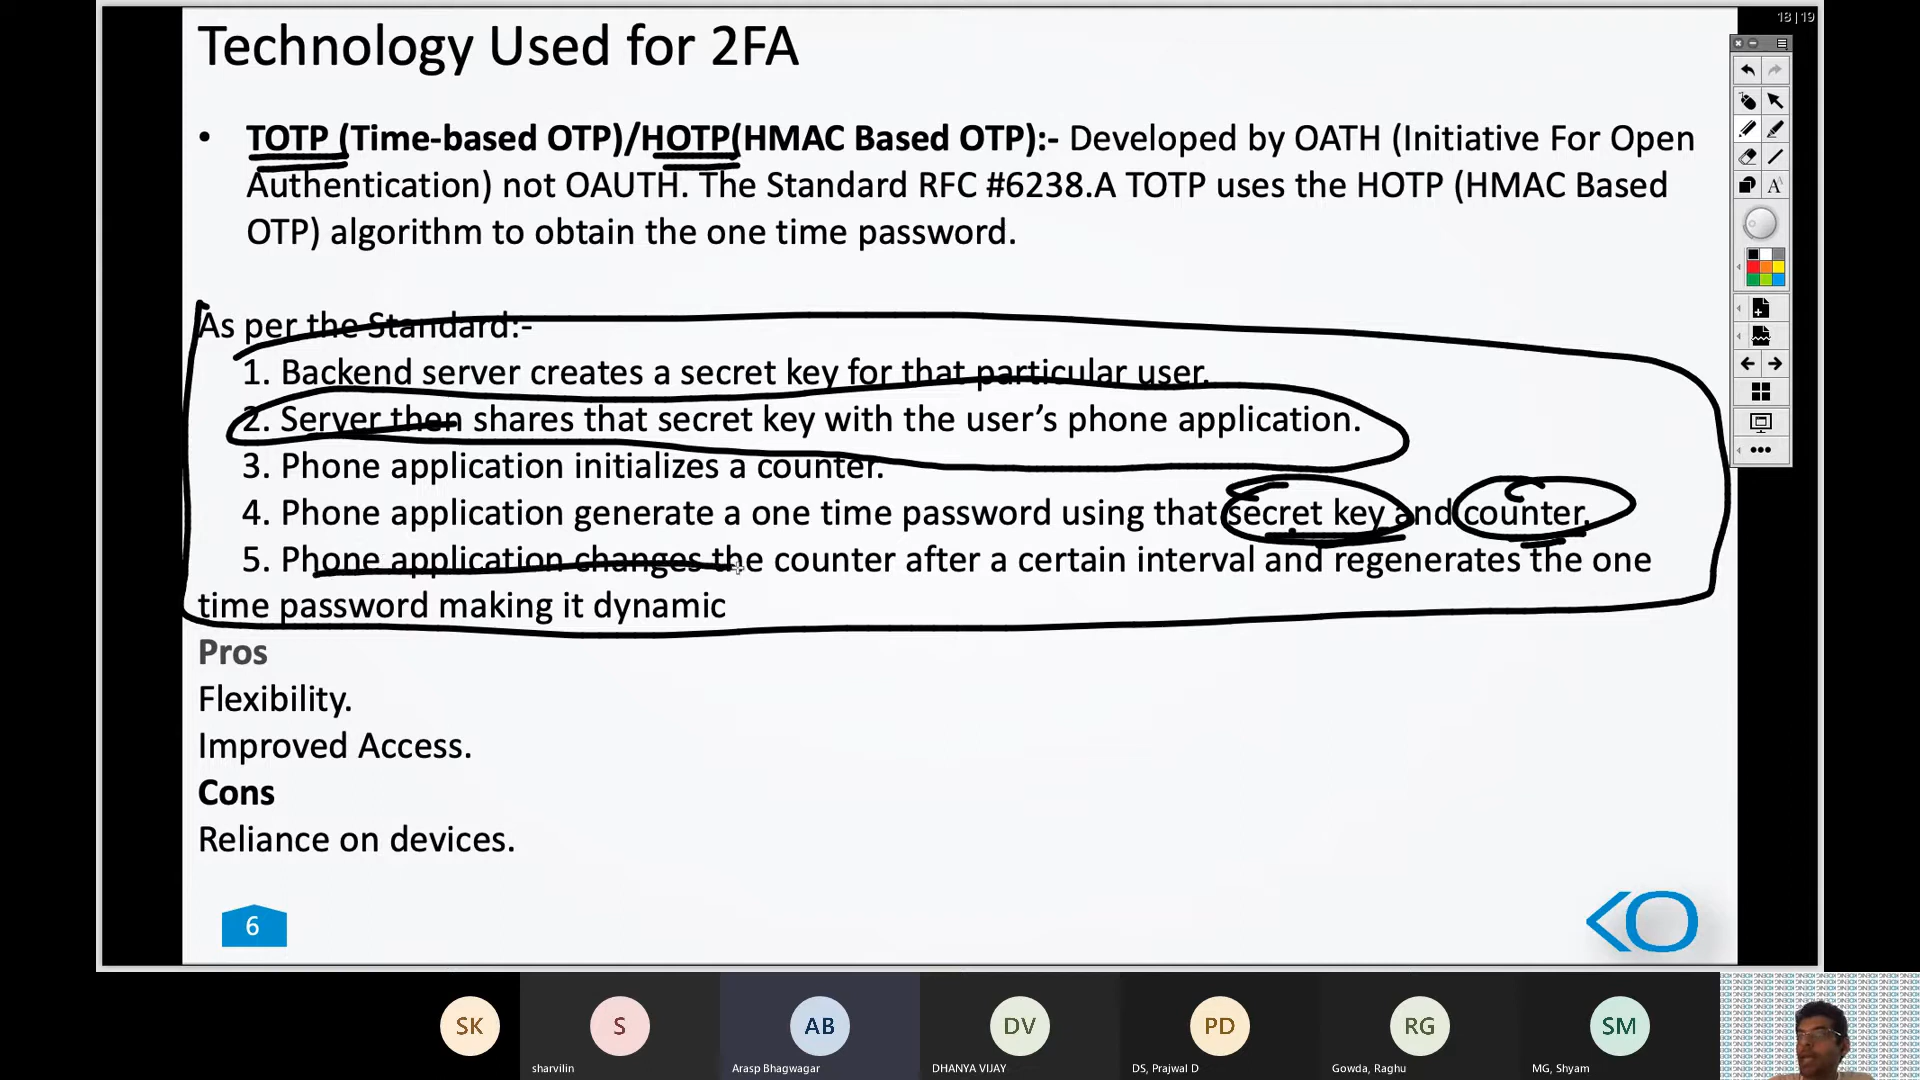 18|19
Technology Used for 2FA
• TOTP (Time-based OTP)/HOTP(HMAC Based OTP):- Developed by OATH (Initiative For Open
Authentication) not OAUTH. The Standard RFC #6238.A TOTP uses the HOTP (HMAC Based
OTP) algorithm to obtain the one time password.
As per the Standard:-
1. Backend server creates a secret key for that particular user.
2. Server then shares that secret key with the user’s phone application.
3. Phone application initializes a counter.
4. Phone application generate a one time password using that secret key and counter.
5. Phone application changes the counter after a certain interval and regenerates the one
time password making it dynamic
Pros
Flexibility.
Improved Access.
Cons
Reliance on devices.
6
SK
S
AB
DV
PD
RG
SM
sharvilin
Arasp Bhagwagar
DHANYA VIJAY
DS, Prajwal D
Gowda, Raghu
MG, Shyam